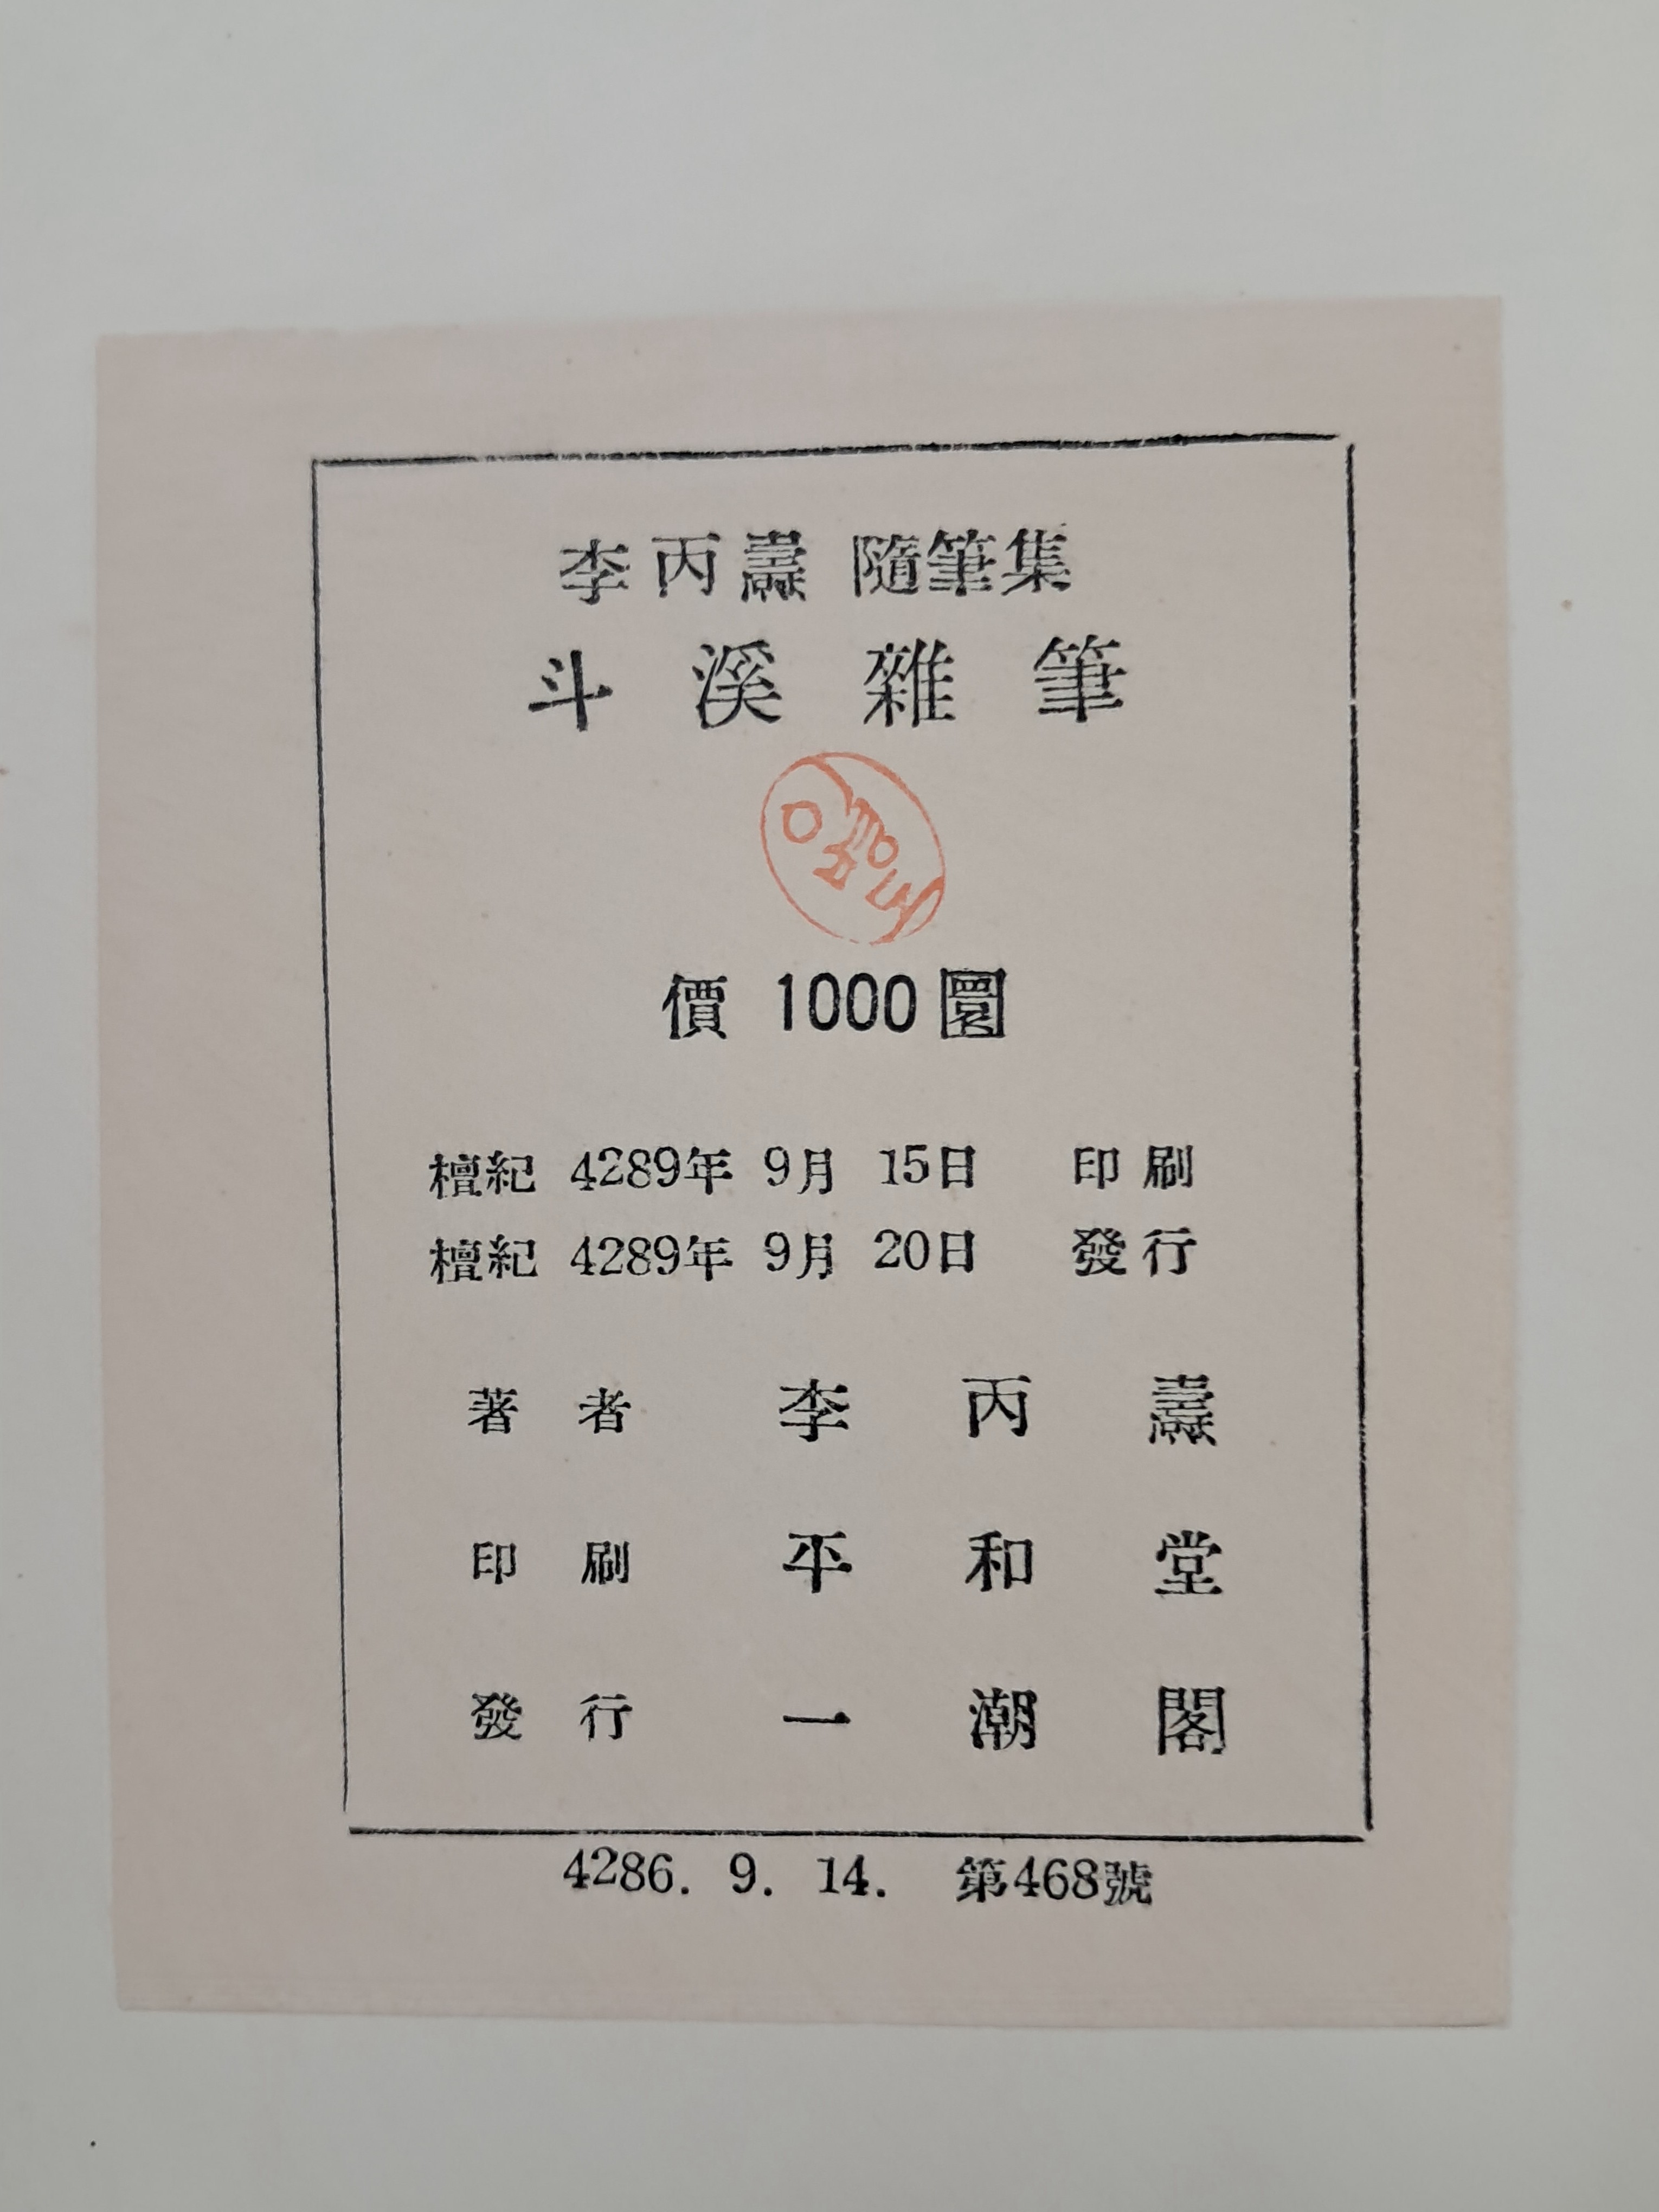 李丙燾 隨筆集
斗溪雜筆
價 1000圜
檀紀 4289年 9月 15日 印刷
檀紀 4289年 9月 20日 發行
著者 李丙燾
印刷 平和堂
發行 一潮閣
4286. 9. 14. 第468號